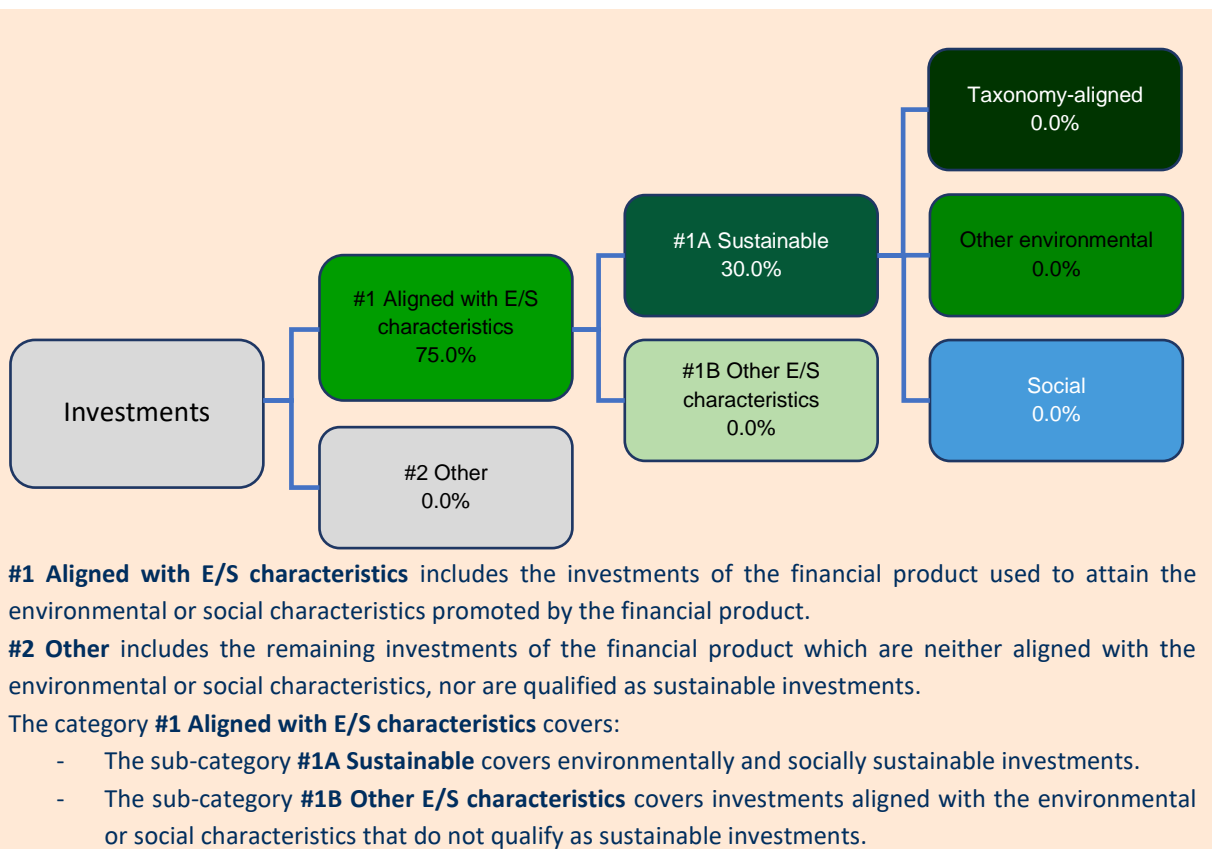 Taxonomy-aligned
0.0%
#1A Sustainable
30.0%
Other environmental
0.0%
#1 Aligned with E/S
characteristics
75.0%
#1B Other E/S
characteristics
0.0%
Social
0.0%
Investments
#2 Other
0.0%
#1 Aligned with E/S characteristics includes the investments of the financial product used to attain the
environmental or social characteristics promoted by the financial product.
#2 Other includes the remaining investments of the financial product which are neither aligned with the
environmental or social characteristics, nor are qualified as sustainable investments.
The category #1 Aligned with E/S characteristics covers:
- The sub-category #1A Sustainable covers environmentally and socially sustainable investments.
- The sub-category #1B Other E/S characteristics covers investments aligned with the environmental
or social characteristics that do not qualify as sustainable investments.